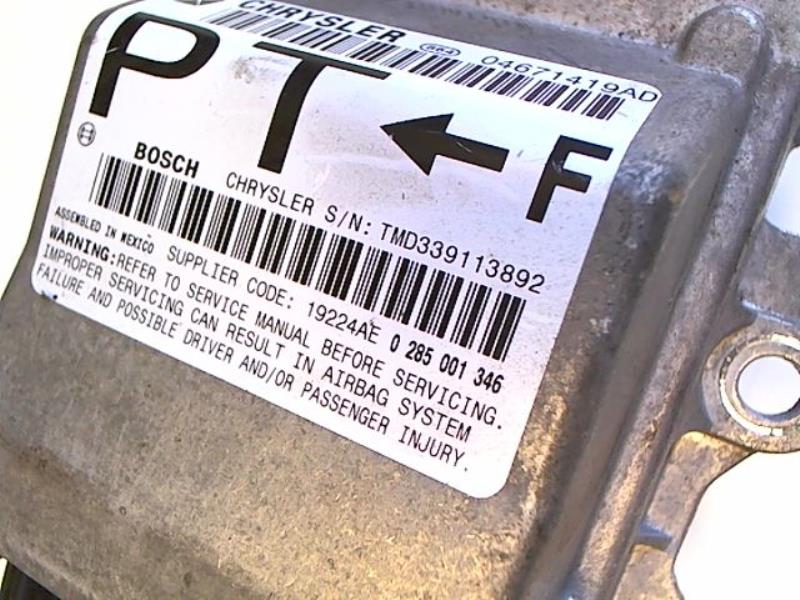 CHRYSLER 04671419AD
PT F
BOSCH CHRYSLER S/N: TMD339113892
ASSEMBLED IN MEXICO SUPPLIER CODE: 19224AE 0 285 001 346
WARNING:REFER TO SERVICE MANUAL BEFORE SERVICING.
IMPROPER SERVICING CAN RESULT IN AIRBAG SYSTEM
FAILURE AND POSSIBLE DRIVER AND/OR PASSENGER INJURY.